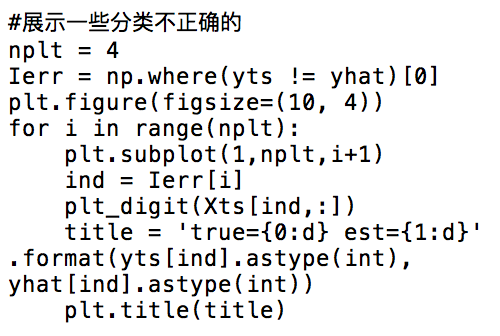 #展示一些分类不正确的
nplt = 4
Ierr = np.where(yts != yhat)[0]
plt.figure(figsize=(10, 4))
for i in range(nplt):
    plt.subplot(1,nplt,i+1)
    ind = Ierr[i]
    plt_digit(Xts[ind,:])
    title = 'true={0:d} est={1:d}'
.format(yts[ind].astype(int),
yhat[ind].astype(int))
    plt.title(title)